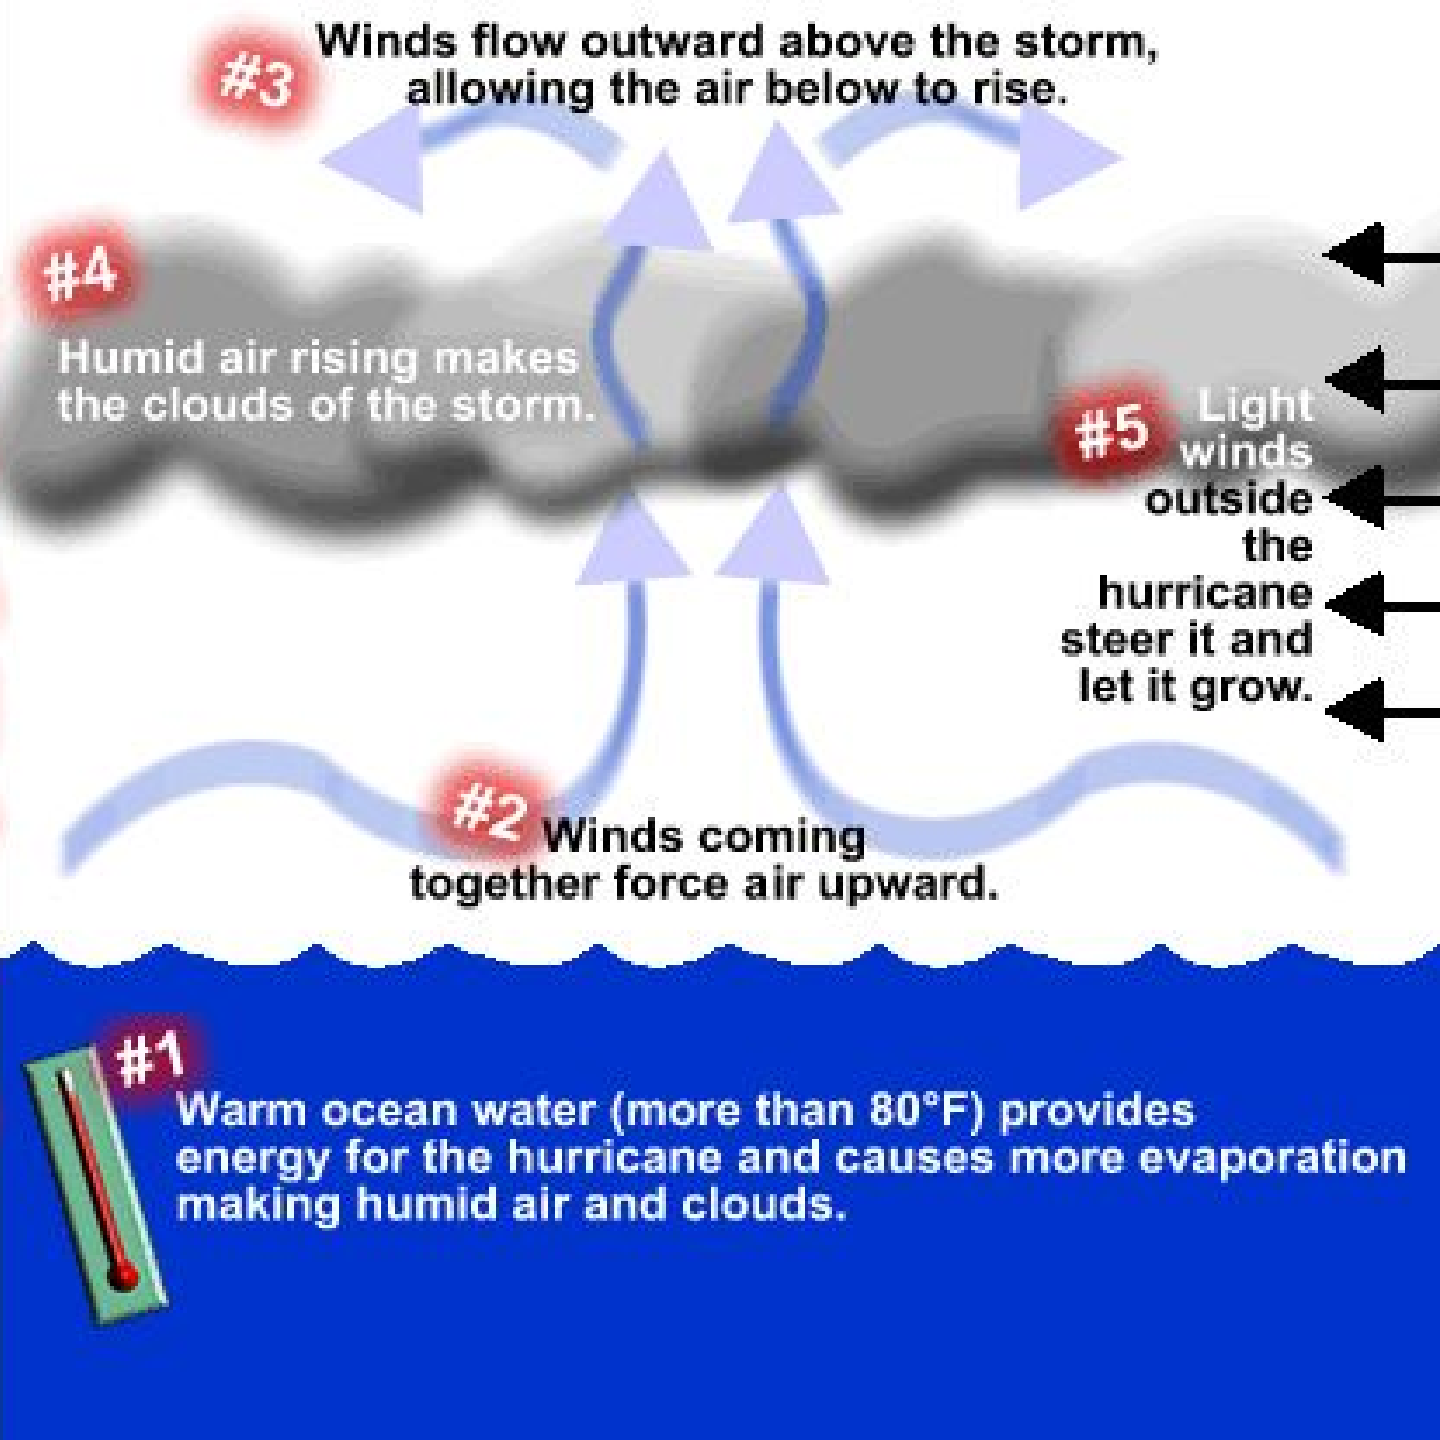 #3
Winds flow outward above the storm,
allowing the air below to rise.
#4
Humid air rising makes
the clouds of the storm.
#5
Light
winds
outside
the
hurricane
steer it and
let it grow.
#2
Winds coming
together force air upward.
#1
Warm ocean water (more than 80°F) provides
energy for the hurricane and causes more evaporation
making humid air and clouds.